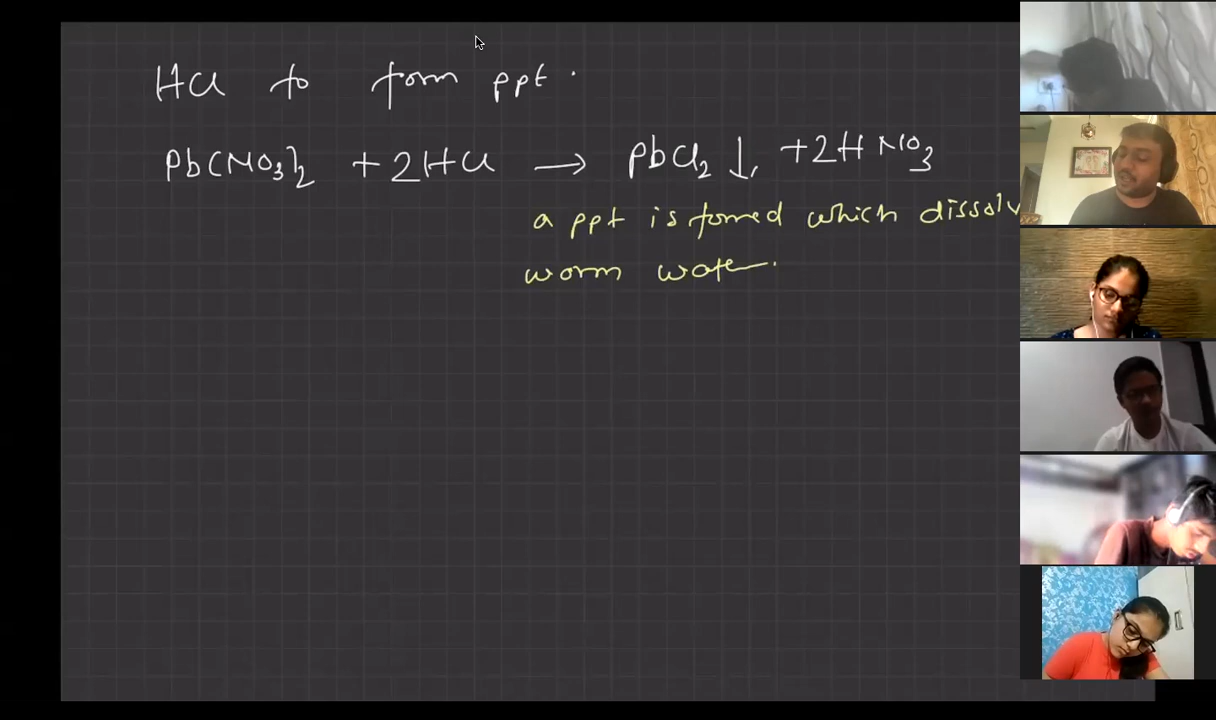 HCl to form ppt.
Pb(NO3)2 + 2HCl → PbCl2 ↓, + 2HNO3
a ppt is formed which dissolv
worm water.